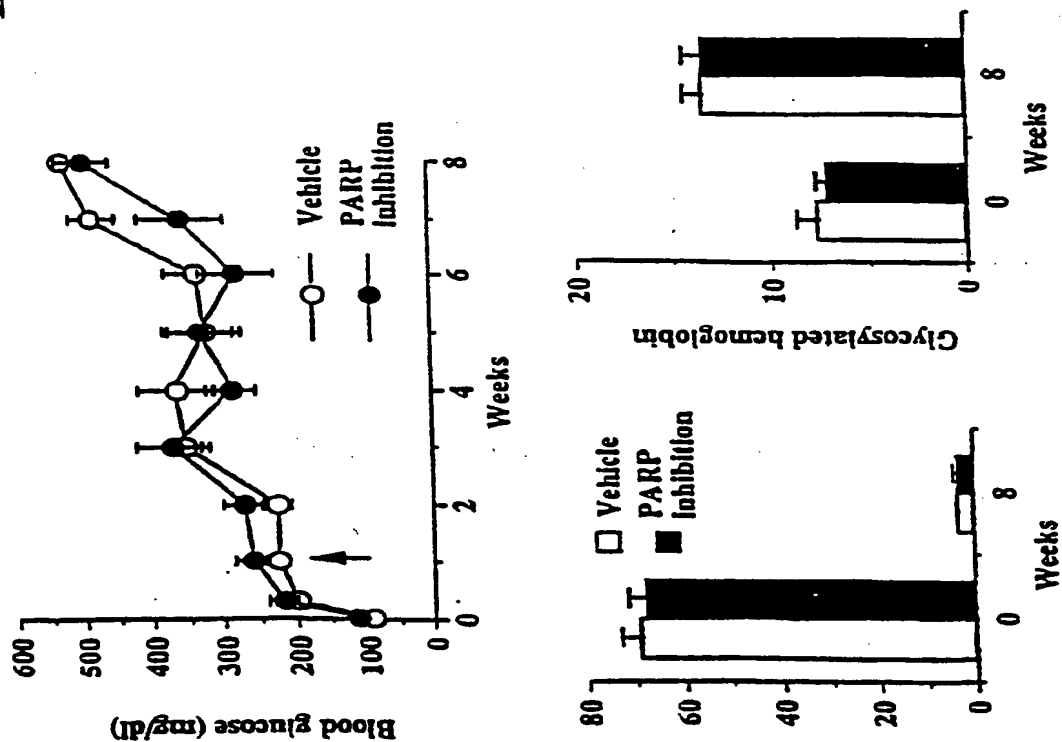 Blood glucose (mg/dl)
600
500
400
300
200
100
0
0
2
4
6
8
Weeks
Vehicle
PARP
Inhibition
80
60
40
20
0
Vehicle
PARP
Inhibition
0
8
Weeks
Glycosylated hemoglobin
20
10
0
0
8
Weeks